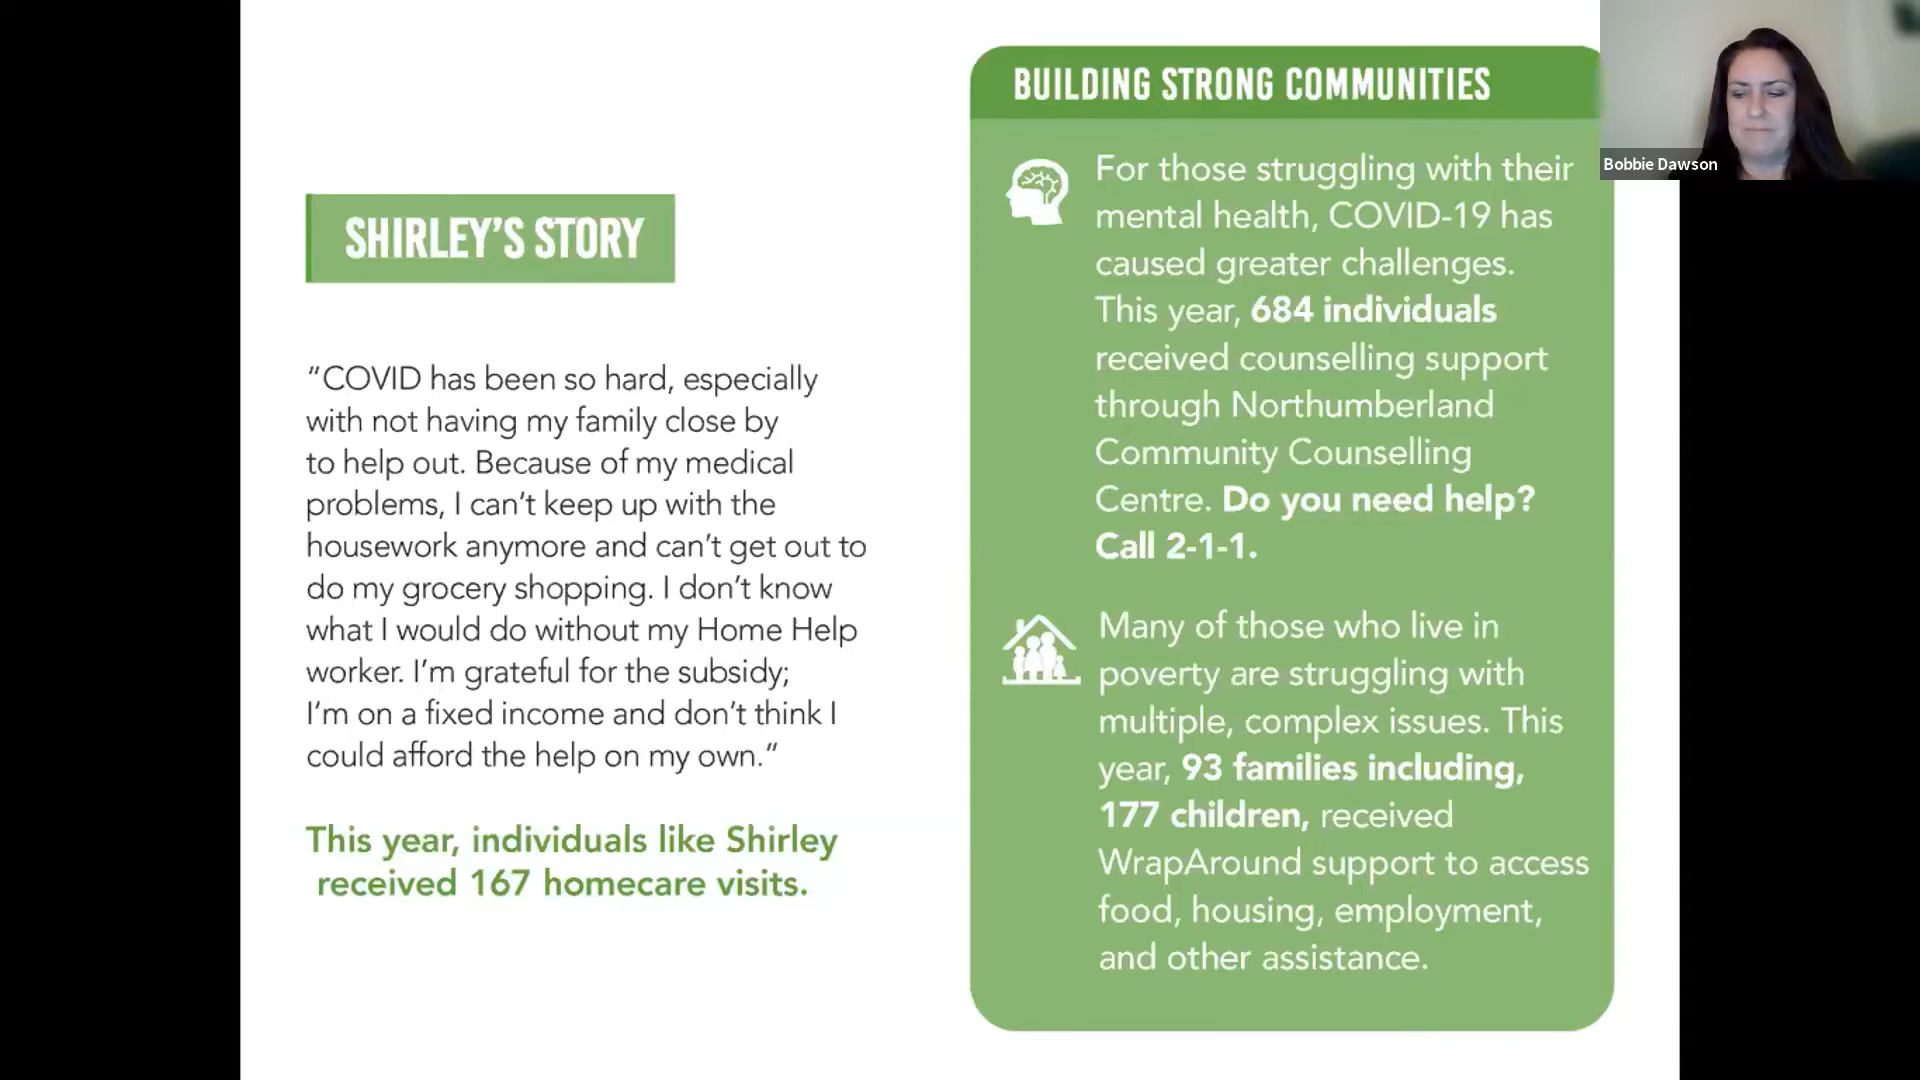 SHIRLEY'S STORY
“COVID has been so hard, especially
with not having my family close by
to help out. Because of my medical
problems, I can’t keep up with the
housework anymore and can’t get out to
do my grocery shopping. I don’t know
what I would do without my Home Help
worker. I’m grateful for the subsidy;
I’m on a fixed income and don’t think I
could afford the help on my own.”
This year, individuals like Shirley
received 167 homecare visits.
BUILDING STRONG COMMUNITIES
For those struggling with their
mental health, COVID-19 has
caused greater challenges.
This year, 684 individuals
received counselling support
through Northumberland
Community Counselling
Centre. Do you need help?
Call 2-1-1.
Many of those who live in
poverty are struggling with
multiple, complex issues. This
year, 93 families including,
177 children, received
WrapAround support to access
food, housing, employment,
and other assistance.
Bobbie Dawson